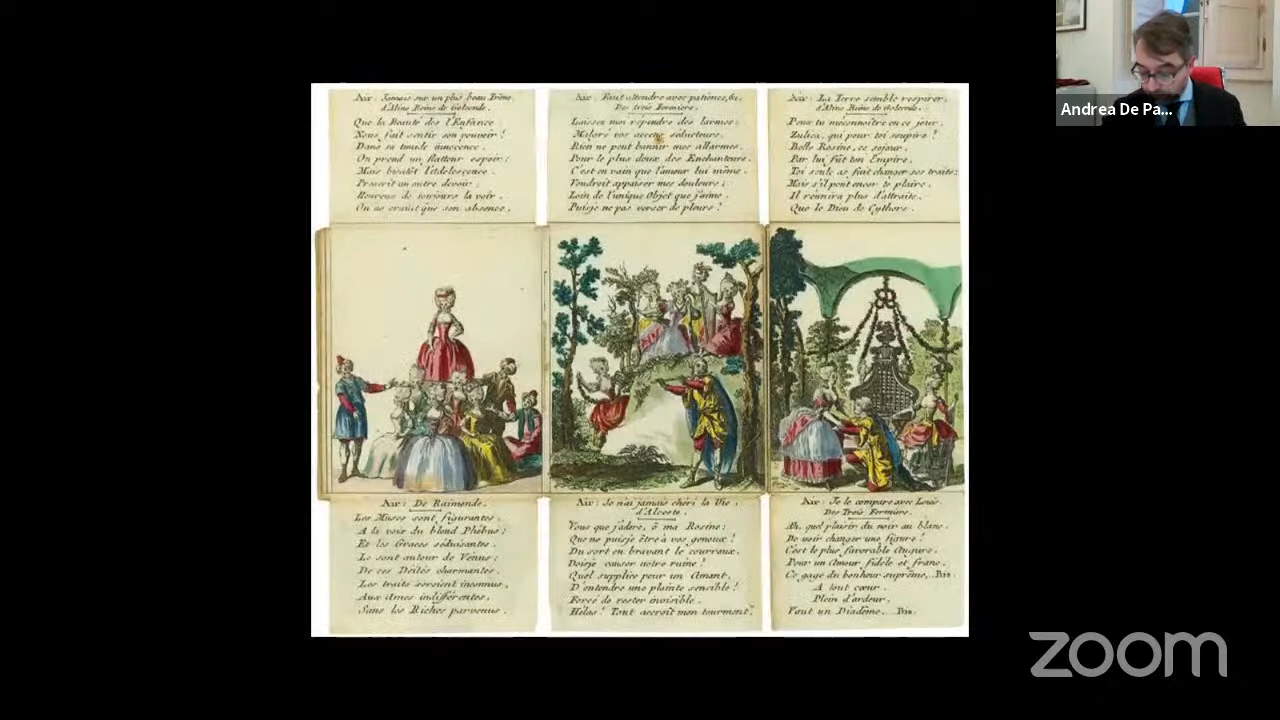 Air: Jamais sur un plus beau Trône.
d'Aline Reine de Golconde.
Que la Beauté des l'Enfance
Nous fait sentir son pouvoir !
Dans sa timide innocence,
On prend un flatteur espoir :
Mais bientôt l'Adolescence
Prescrit un autre devoir :
Heureux de toujours la voir,
On ne craint que son absence.
Air: Faut attendre avec patience, &c.
Des trois Fermiers.
Laissez moi répendre des larmes :
Malgré vos accens séducteurs,
Rien ne peut bannir mes allarmes,
Pour le plus doux des Enchanteurs.
C'est en vain que l'amour lui même,
Voudroit appaiser mes douleurs ;
Loin de l'unique Objet que j'aime,
Puisje ne pas verser de pleurs ?
Air: La Terre semble respirer,
d'Aline Reine de Golconde.
Peux tu méconnoître en ce jour,
Zulica, qui pour toi soupire ?
Belle Rosine, ce séjour,
Par lui fût ton Empire,
Toi seule as fait changer ses traits :
Mais s'il peut encor te plaire,
Il réunira plus d'attraits,
Que le Dieu de Cythere.
Air: De Raimonde.
Les Muses sont figurantes,
A la voir du blond Phébus :
Et les Graces séduisantes,
Le sont autour de Vénus :
De ces Déités charmantes,
Les traits seroient inconnus,
Aux Ames indifférentes,
Sans les Riches parvenus.
Air: Je n'ai jamais chéri la Vie,
d'Alceste.
Vous que j'adore, ô ma Rosine :
Que ne puisje être à vos genoux !
Du sort en bravant le courroux,
Doisje causer notre ruine ?
Quel supplice pour un Amant,
D'entendre une plainte sensible !
Forcé de rester invisible,
Hélas ! Tout accroît mon tourment.
Air: Je le compare avec Louis.
Des Trois Fermiers.
Ah, quel plaisir du noir au blanc,
De voir changer une figure !
C'est le plus favorable Augure,
Pour un Amour fidèle et franc,
Ce gage du bonheur suprême, Bis.
A tout cœur,
Plein d'ardeur,
Vaut un Diadême. Bis.
Andrea De Pa...
zoom